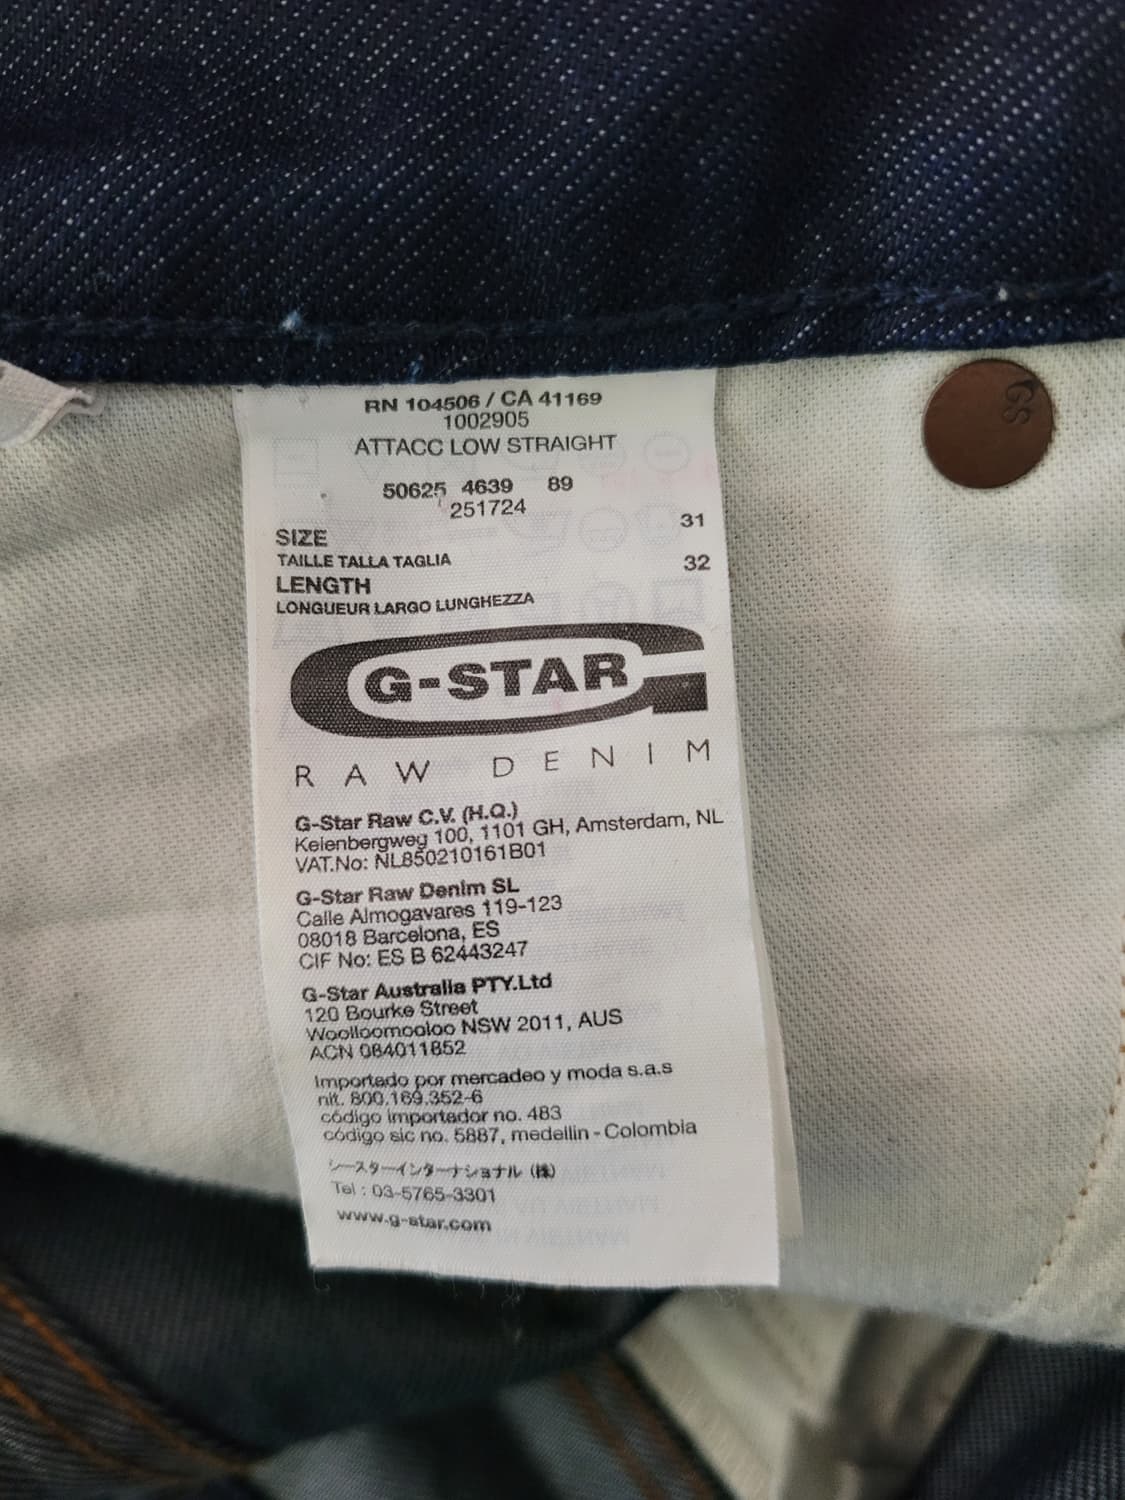 GS
RN 104506 / CA 41169
1002905
ATTACC LOW STRAIGHT
50625 4639 89
251724
SIZE 31
TAILLE TALLA TAGLIA
LENGTH 32
LONGUEUR LARGO LUNGHEZZA
G-STAR
RAW DENIM
G-Star Raw C.V. (H.Q.)
Keienbergweg 100, 1101 GH, Amsterdam, NL
VAT.No: NL850210161B01
G-Star Raw Denim SL
Calle Almogavares 119-123
08018 Barcelona, ES
CIF No: ES B 62443247
G-Star Australia PTY.Ltd
120 Bourke Street
Woolloomooloo NSW 2011, AUS
ACN 084011852
Importado por mercadeo y moda s.a.s
nit. 800.169.352-6
código importador no. 483
código sic no. 5887, medellin - Colombia
ジースターインターナショナル (株)
Tel : 03-5765-3301
www.g-star.com